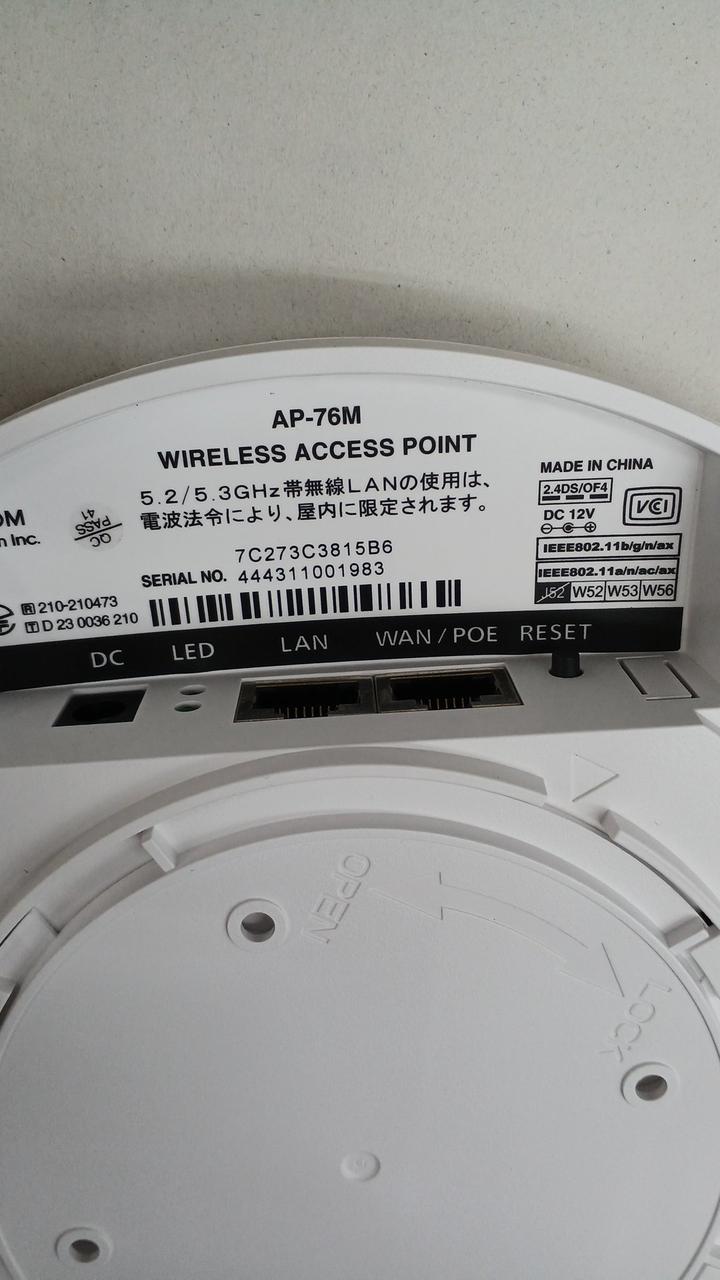 AP-76M
WIRELESS ACCESS POINT
5.2/5.3GHz帯無線LANの使用は、
電波法令により、屋内に限定されます。
7C273C3815B6
SERIAL NO. 444311001983
OM
n Inc.
QC
PASS
41
R 210-210473
T D 23 0036 210
MADE IN CHINA
2.4DS/OF4
DC 12V
VCCI
IEEE802.11b/g/n/ax
IEEE802.11a/n/ac/ax
J52 W52 W53 W56
DC LED LAN WAN / POE RESET
OPEN
LOCK